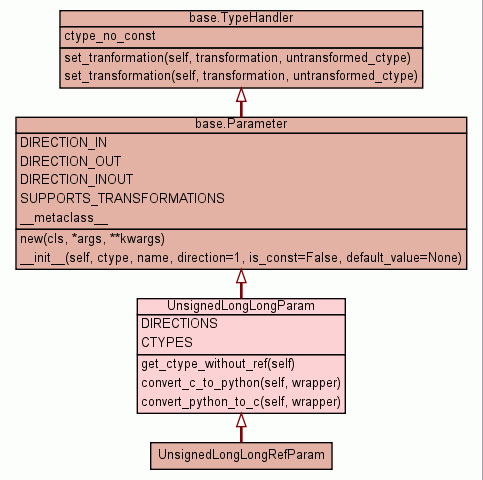 base.TypeHandler
ctype_no_const
set_tranformation(self, transformation, untransformed_ctype)
set_transformation(self, transformation, untransformed_ctype)
base.Parameter
DIRECTION_IN
DIRECTION_OUT
DIRECTION_INOUT
SUPPORTS_TRANSFORMATIONS
__metaclass__
new(cls, *args, **kwargs)
__init__(self, ctype, name, direction=1, is_const=False, default_value=None)
UnsignedLongLongParam
DIRECTIONS
CTYPES
get_ctype_without_ref(self)
convert_c_to_python(self, wrapper)
convert_python_to_c(self, wrapper)
UnsignedLongLongRefParam